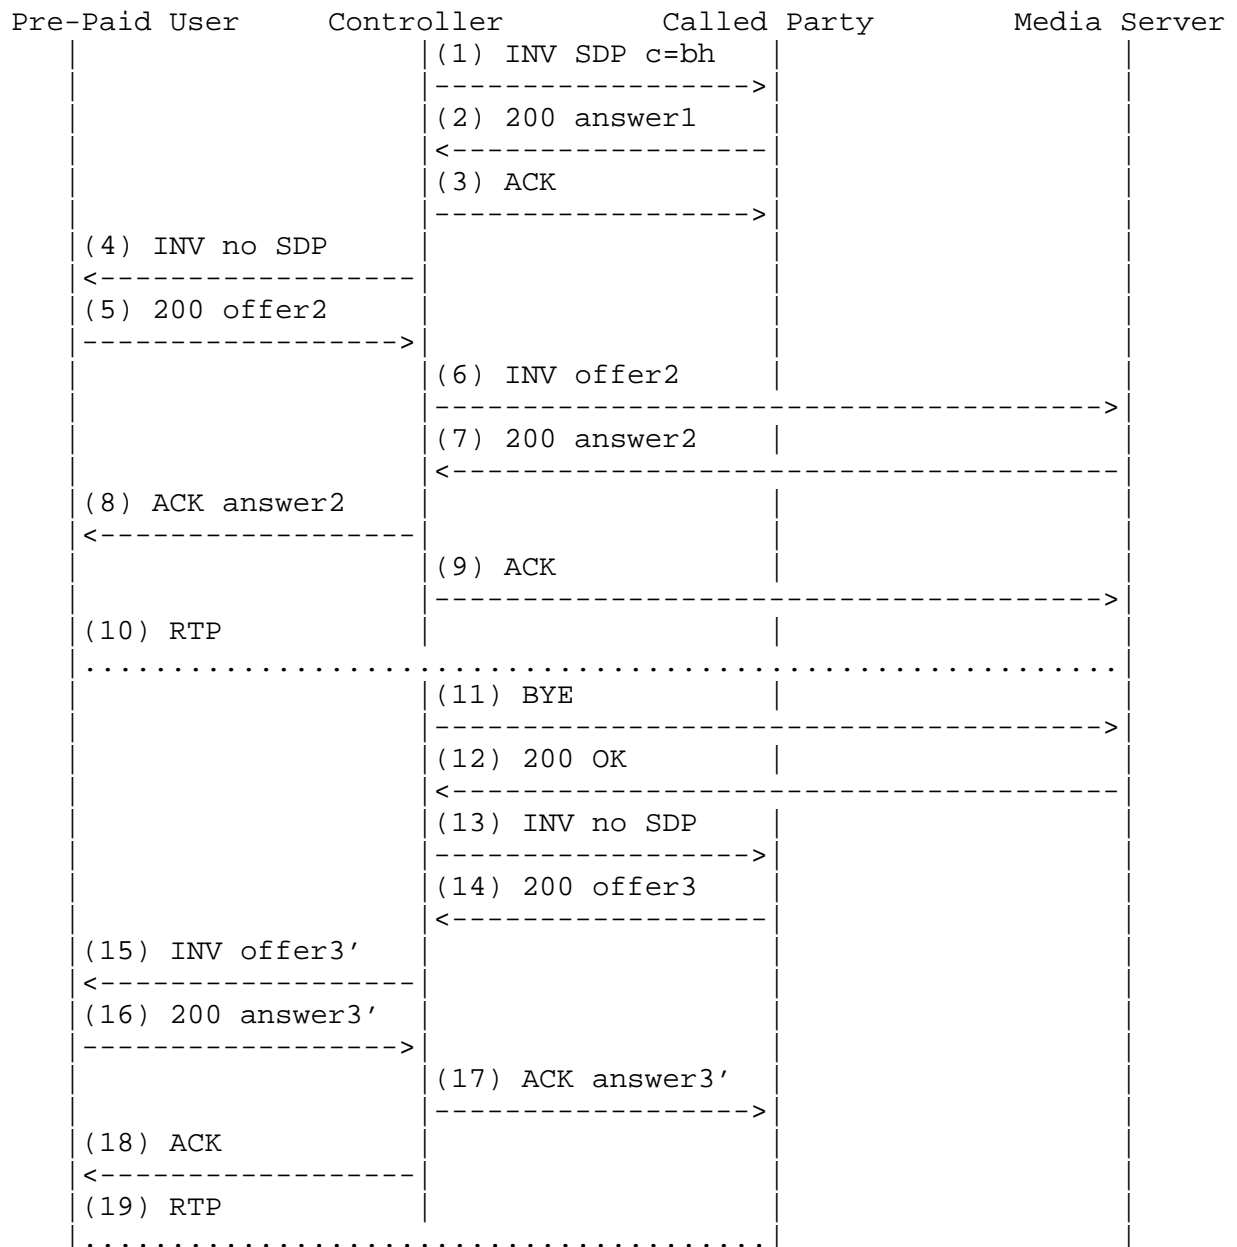 Pre-Paid User Controller Called Party Media Server
(1) INV SDP c=bh
(2) 200 answer1
(3) ACK
(4) INV no SDP
(5) 200 offer2
(6) INV offer2
(7) 200 answer2
(8) ACK answer2
(9) ACK
(10) RTP
(11) BYE
(12) 200 OK
(13) INV no SDP
(14) 200 offer3
(15) INV offer3’
(16) 200 answer3’
(17) ACK answer3’
(18) ACK
(19) RTP